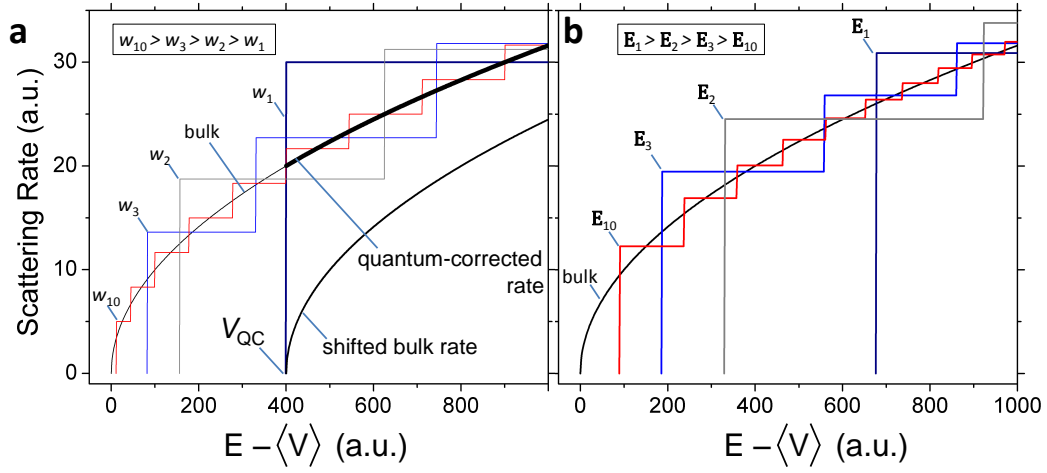 a
w₁₀ > w₃ > w₂ > w₁
w₁
bulk
w₂
w₃
w₁₀
quantum-corrected
rate
V_QC
shifted bulk rate
Scattering Rate (a.u.)
30
20
10
0
0 200 400 600 800
E – ⟨V⟩ (a.u.)
b
E₁ > E₂ > E₃ > E₁₀
E₁
E₂
E₃
E₁₀
bulk
0 200 400 600 800 1000
E – ⟨V⟩ (a.u.)